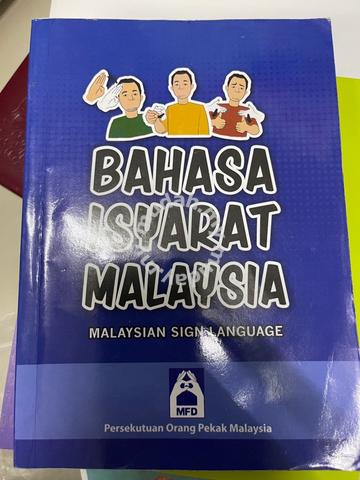 BAHASA
ISYARAT
MALAYSIA
MALAYSIAN SIGN LANGUAGE
MFD
Persekutuan Orang Pekak Malaysia